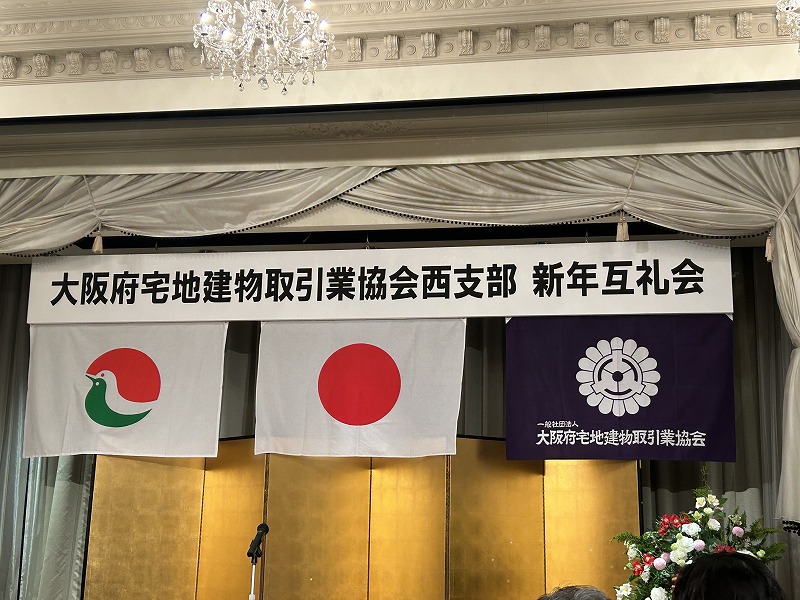 大阪府宅地建物取引業協会西支部 新年互礼会
一般社団法人
大阪府宅地建物取引業協会